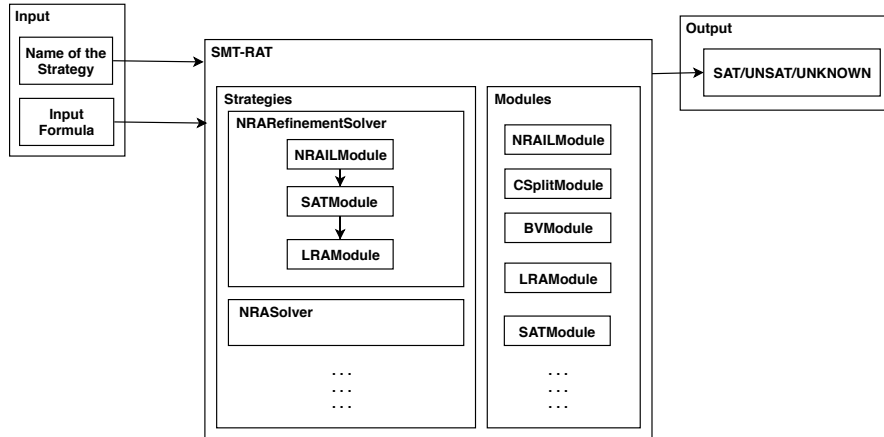 Input
Name of the
Strategy
Input
Formula
SMT-RAT
Strategies
NRARefinementSolver
NRAILModule
SATModule
LRAModule
NRASolver
. . .
. . .
. . .
Modules
NRAILModule
CSplitModule
BVModule
LRAModule
SATModule
. . .
. . .
. . .
Output
SAT/UNSAT/UNKNOWN